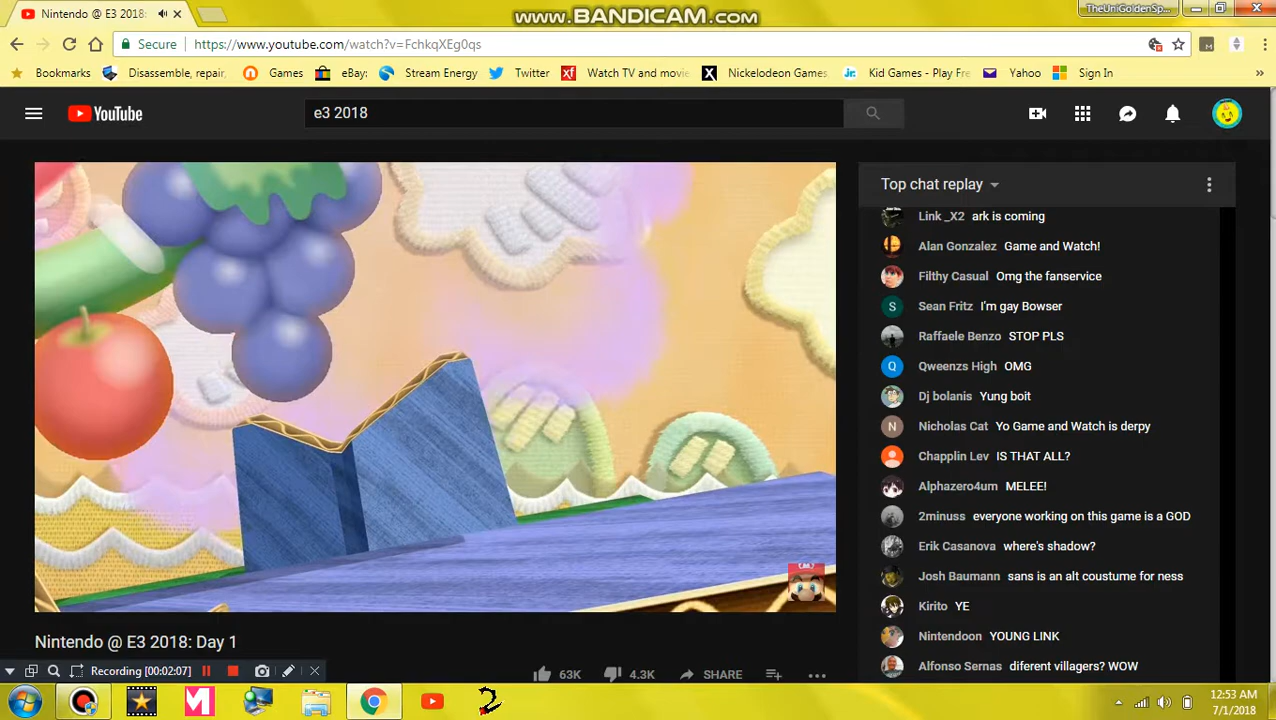 www.BANDICAM.com
Nintendo @ E3 2018:
TheUniGoldenSp...
Secure
https://www.youtube.com/watch?v=FchkqXEg0qs
Bookmarks
Disassemble, repair,
Games
eBay
Stream Energy
Twitter
xf
Watch TV and movie
X
Nickelodeon Games
Jr.
Kid Games - Play Fre
Yahoo
Sign In
»
YouTube
e3 2018
Top chat replay
Link _X2 ark is coming
Alan Gonzalez Game and Watch!
Filthy Casual Omg the fanservice
S Sean Fritz I'm gay Bowser
Raffaele Benzo STOP PLS
Q Qweenzs High OMG
Dj bolanis Yung boit
N Nicholas Cat Yo Game and Watch is derpy
Chapplin Lev IS THAT ALL?
Alphazero4um MELEE!
2minuss everyone working on this game is a GOD
Erik Casanova where's shadow?
Josh Baumann sans is an alt coustume for ness
Kirito YE
Nintendoon YOUNG LINK
Alfonso Sernas diferent villagers? WOW
Nintendo @ E3 2018: Day 1
63K
4.3K
SHARE
Recording [00:02:07]
12:53 AM
7/1/2018